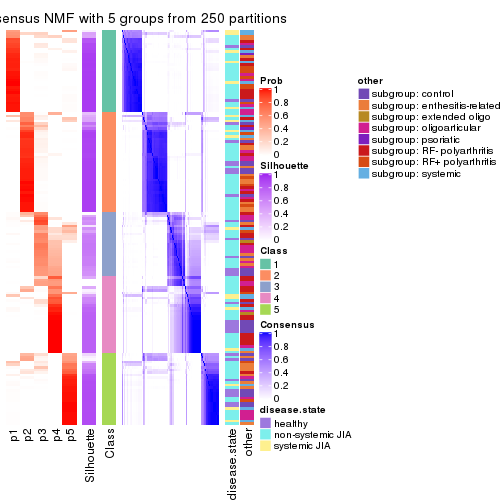 sensus NMF with 5 groups from 250 partitions
p1
p2
p3
p4
p5
Silhouette
Class
disease.state
other
Prob
1
0.8
0.6
0.4
0.2
0
Silhouette
1
0.8
0.6
0.4
0.2
0
Class
1
2
3
4
5
Consensus
1
0.8
0.6
0.4
0.2
0
disease.state
healthy
non-systemic JIA
systemic JIA
other
subgroup: control
subgroup: enthesitis-related
subgroup: extended oligo
subgroup: oligoarticular
subgroup: psoriatic
subgroup: RF- polyarthritis
subgroup: RF+ polyarthritis
subgroup: systemic